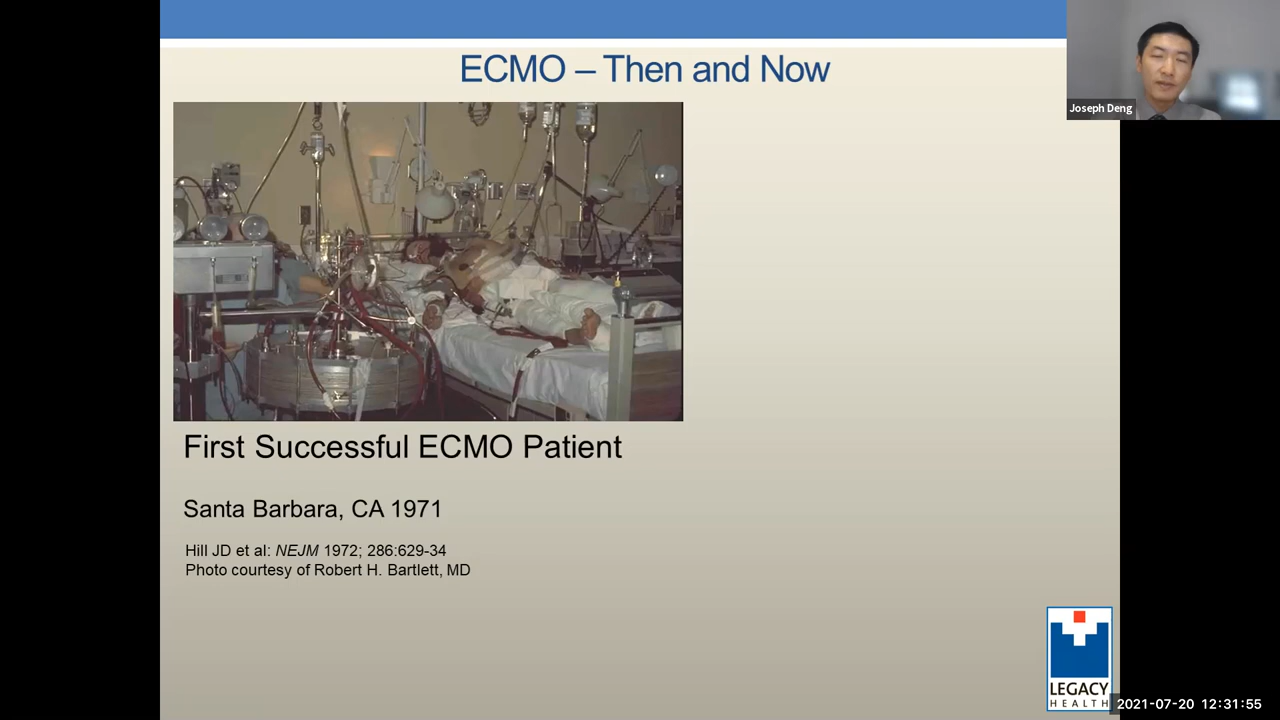 ECMO – Then and Now
Joseph Deng
First Successful ECMO Patient
Santa Barbara, CA 1971
Hill JD et al: NEJM 1972; 286:629-34
Photo courtesy of Robert H. Bartlett, MD
LEGACY
HEALTH
2021-07-20 12:31:55